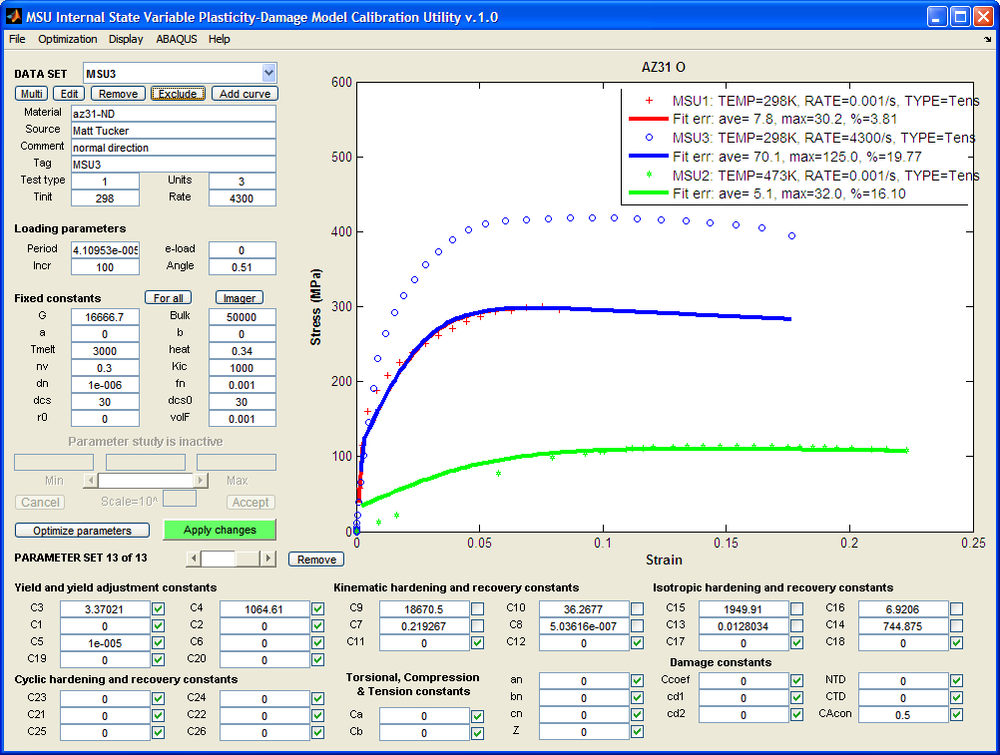 MSU Internal State Variable Plasticity-Damage Model Calibration Utility v.1.0
File Optimization Display ABAQUS Help
DATA SET MSU3
Multi Edit Remove Exclude Add curve
Material az31-ND
Source Matt Tucker
Comment normal direction
Tag MSU3
Test type 1 Units 3
Tinit 298 Rate 4300
Loading parameters
Period 4.10953e-005 e-load 0
Incr 100 Angle 0.51
Fixed constants For all Imager
G 16666.7 Bulk 50000
a 0 b 0
Tmelt 3000 heat 0.34
nv 0.3 Kic 1000
dn 1e-006 fn 0.001
dcs 30 dcs0 30
r0 0 volF 0.001
Parameter study is inactive
Min Max
Cancel Scale=10^ Accept
Optimize parameters Apply changes
AZ31 O
MSU1: TEMP=298K, RATE=0.001/s, TYPE=Tens
Fit err: ave= 7.8, max=30.2, %=3.81
MSU3: TEMP=298K, RATE=4300/s, TYPE=Tens
Fit err: ave= 70.1, max=125.0, %=19.77
MSU2: TEMP=473K, RATE=0.001/s, TYPE=Tens
Fit err: ave= 5.1, max=32.0, %=16.10
600
500
400
300
200
100
0
Stress (MPa)
0 0.05 0.1 0.15 0.2 0.25
Strain
PARAMETER SET 13 of 13 Remove
Yield and yield adjustment constants
C3 3.37021 C4 1064.61
C1 0 C2 0
C5 1e-005 C6 0
C19 0 C20 0
Cyclic hardening and recovery constants
C23 0 C24 0
C21 0 C22 0
C25 0 C26 0
Kinematic hardening and recovery constants
C9 18670.5 C10 36.2677
C7 0.219267 C8 5.03616e-007
C11 0 C12 0
Torsional, Compression
& Tension constants
Ca 0
Cb 0
an 0
bn 0
cn 0
Z 0
Isotropic hardening and recovery constants
C15 1949.91 C16 6.9206
C13 0.0128034 C14 744.875
C17 0 C18 0
Damage constants
Ccoef 0 NTD 0
cd1 0 CTD 0
cd2 0 CAcon 0.5